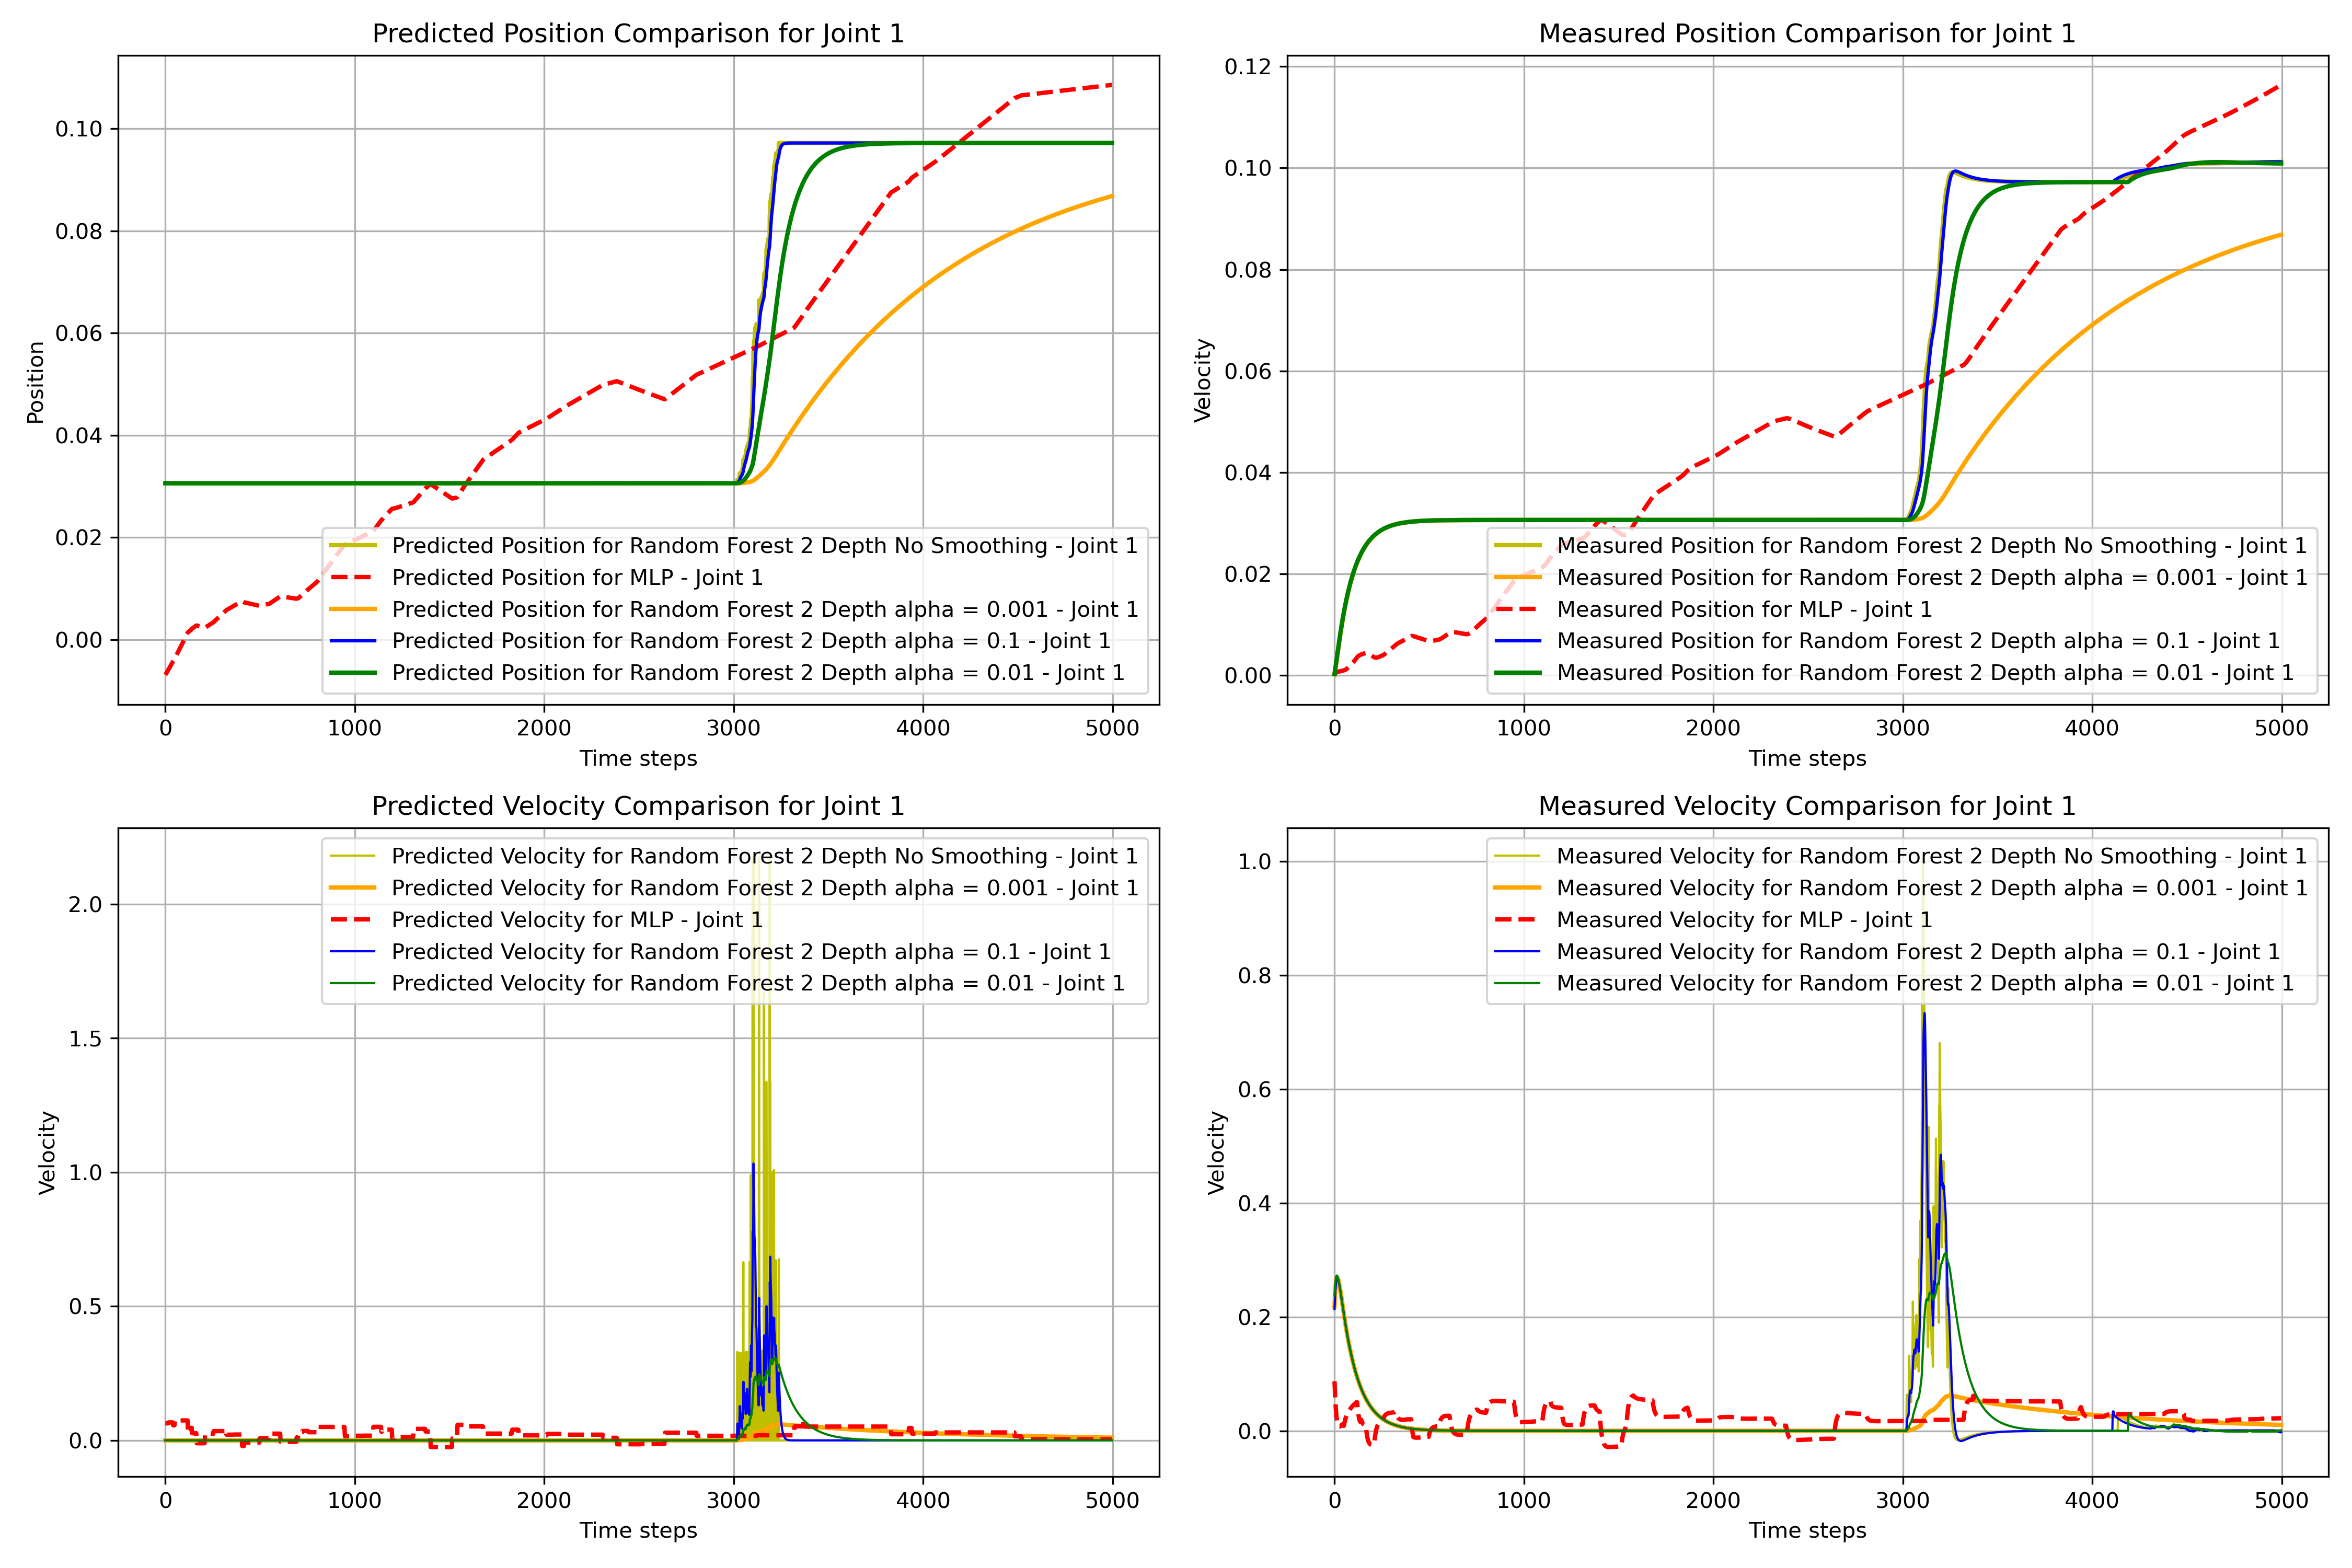 Predicted Position Comparison for Joint 1
Position
0.10
0.08
0.06
0.04
0.02
0.00
Predicted Position for Random Forest 2 Depth No Smoothing - Joint 1
Predicted Position for MLP - Joint 1
Predicted Position for Random Forest 2 Depth alpha = 0.001 - Joint 1
Predicted Position for Random Forest 2 Depth alpha = 0.1 - Joint 1
Predicted Position for Random Forest 2 Depth alpha = 0.01 - Joint 1
0 1000 2000 3000 4000 5000
Time steps
Measured Position Comparison for Joint 1
Velocity
0.12
0.10
0.08
0.06
0.04
0.02
0.00
Measured Position for Random Forest 2 Depth No Smoothing - Joint 1
Measured Position for Random Forest 2 Depth alpha = 0.001 - Joint 1
Measured Position for MLP - Joint 1
Measured Position for Random Forest 2 Depth alpha = 0.1 - Joint 1
Measured Position for Random Forest 2 Depth alpha = 0.01 - Joint 1
0 1000 2000 3000 4000 5000
Time steps
Predicted Velocity Comparison for Joint 1
Velocity
2.0
1.5
1.0
0.5
0.0
Predicted Velocity for Random Forest 2 Depth No Smoothing - Joint 1
Predicted Velocity for Random Forest 2 Depth alpha = 0.001 - Joint 1
Predicted Velocity for MLP - Joint 1
Predicted Velocity for Random Forest 2 Depth alpha = 0.1 - Joint 1
Predicted Velocity for Random Forest 2 Depth alpha = 0.01 - Joint 1
0 1000 2000 3000 4000 5000
Time steps
Measured Velocity Comparison for Joint 1
Velocity
1.0
0.8
0.6
0.4
0.2
0.0
Measured Velocity for Random Forest 2 Depth No Smoothing - Joint 1
Measured Velocity for Random Forest 2 Depth alpha = 0.001 - Joint 1
Measured Velocity for MLP - Joint 1
Measured Velocity for Random Forest 2 Depth alpha = 0.1 - Joint 1
Measured Velocity for Random Forest 2 Depth alpha = 0.01 - Joint 1
0 1000 2000 3000 4000 5000
Time steps